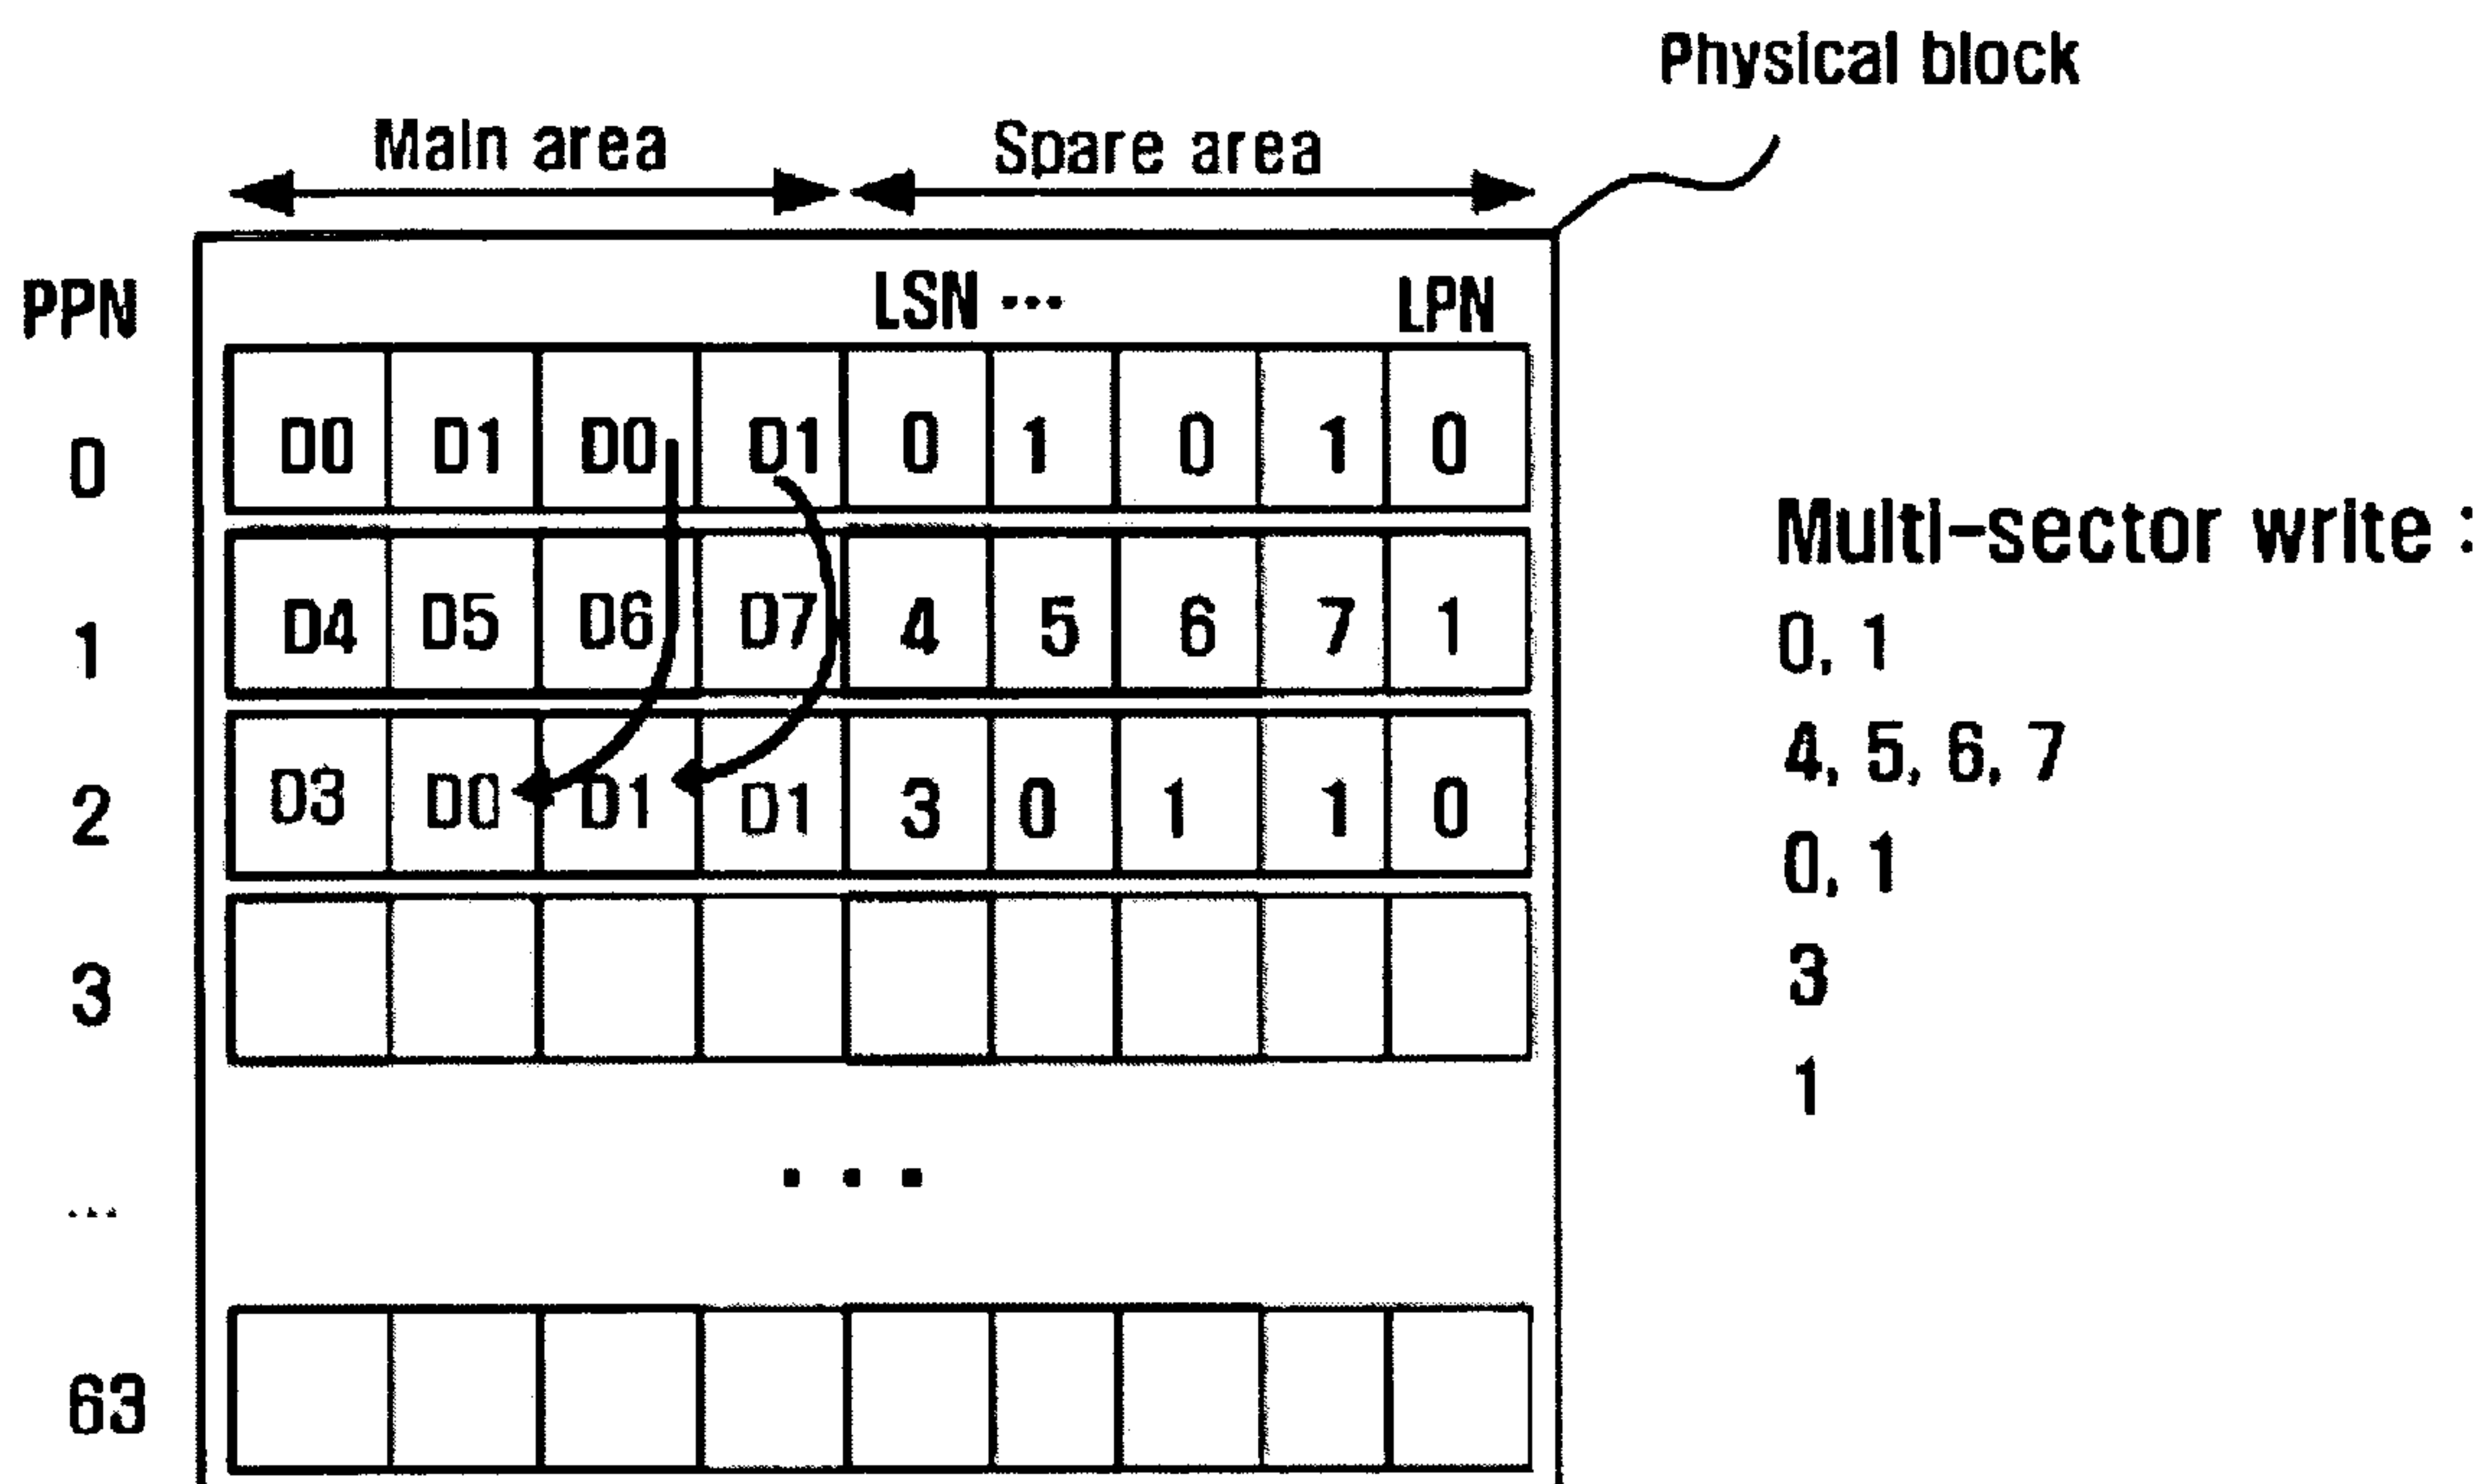 Physical block
Main area Spare area
PPN LSN ... LPN
0 D0 D1 D0 D1 0 1 0 1 0
1 D4 D5 D6 D7 4 5 6 7 1
2 D3 D0 D1 D1 3 0 1 1 0
3
...
...
63
Multi-sector write :
0, 1
4, 5, 6, 7
0, 1
3
1